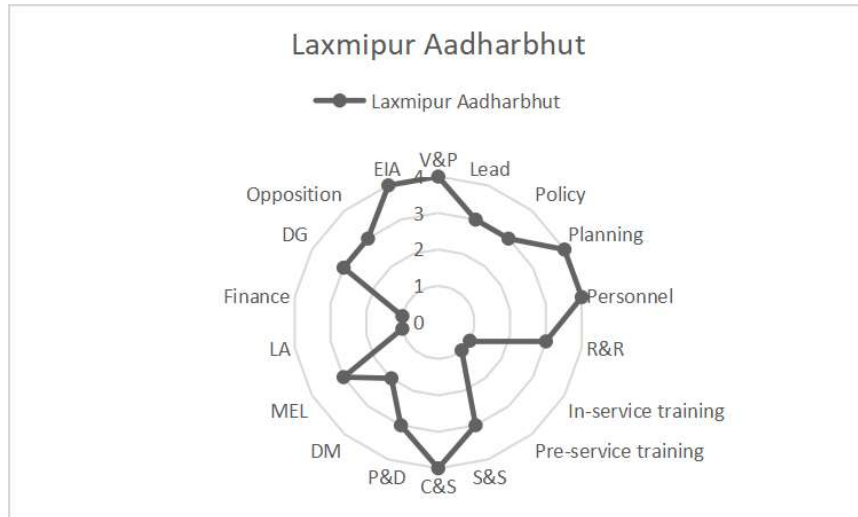 Laxmipur Aadharbhut
Laxmipur Aadharbhut
V&P
Lead
Policy
Planning
Personnel
R&R
In-service training
Pre-service training
S&S
C&S
P&D
DM
MEL
LA
Finance
DG
Opposition
EIA
4
3
2
1
0